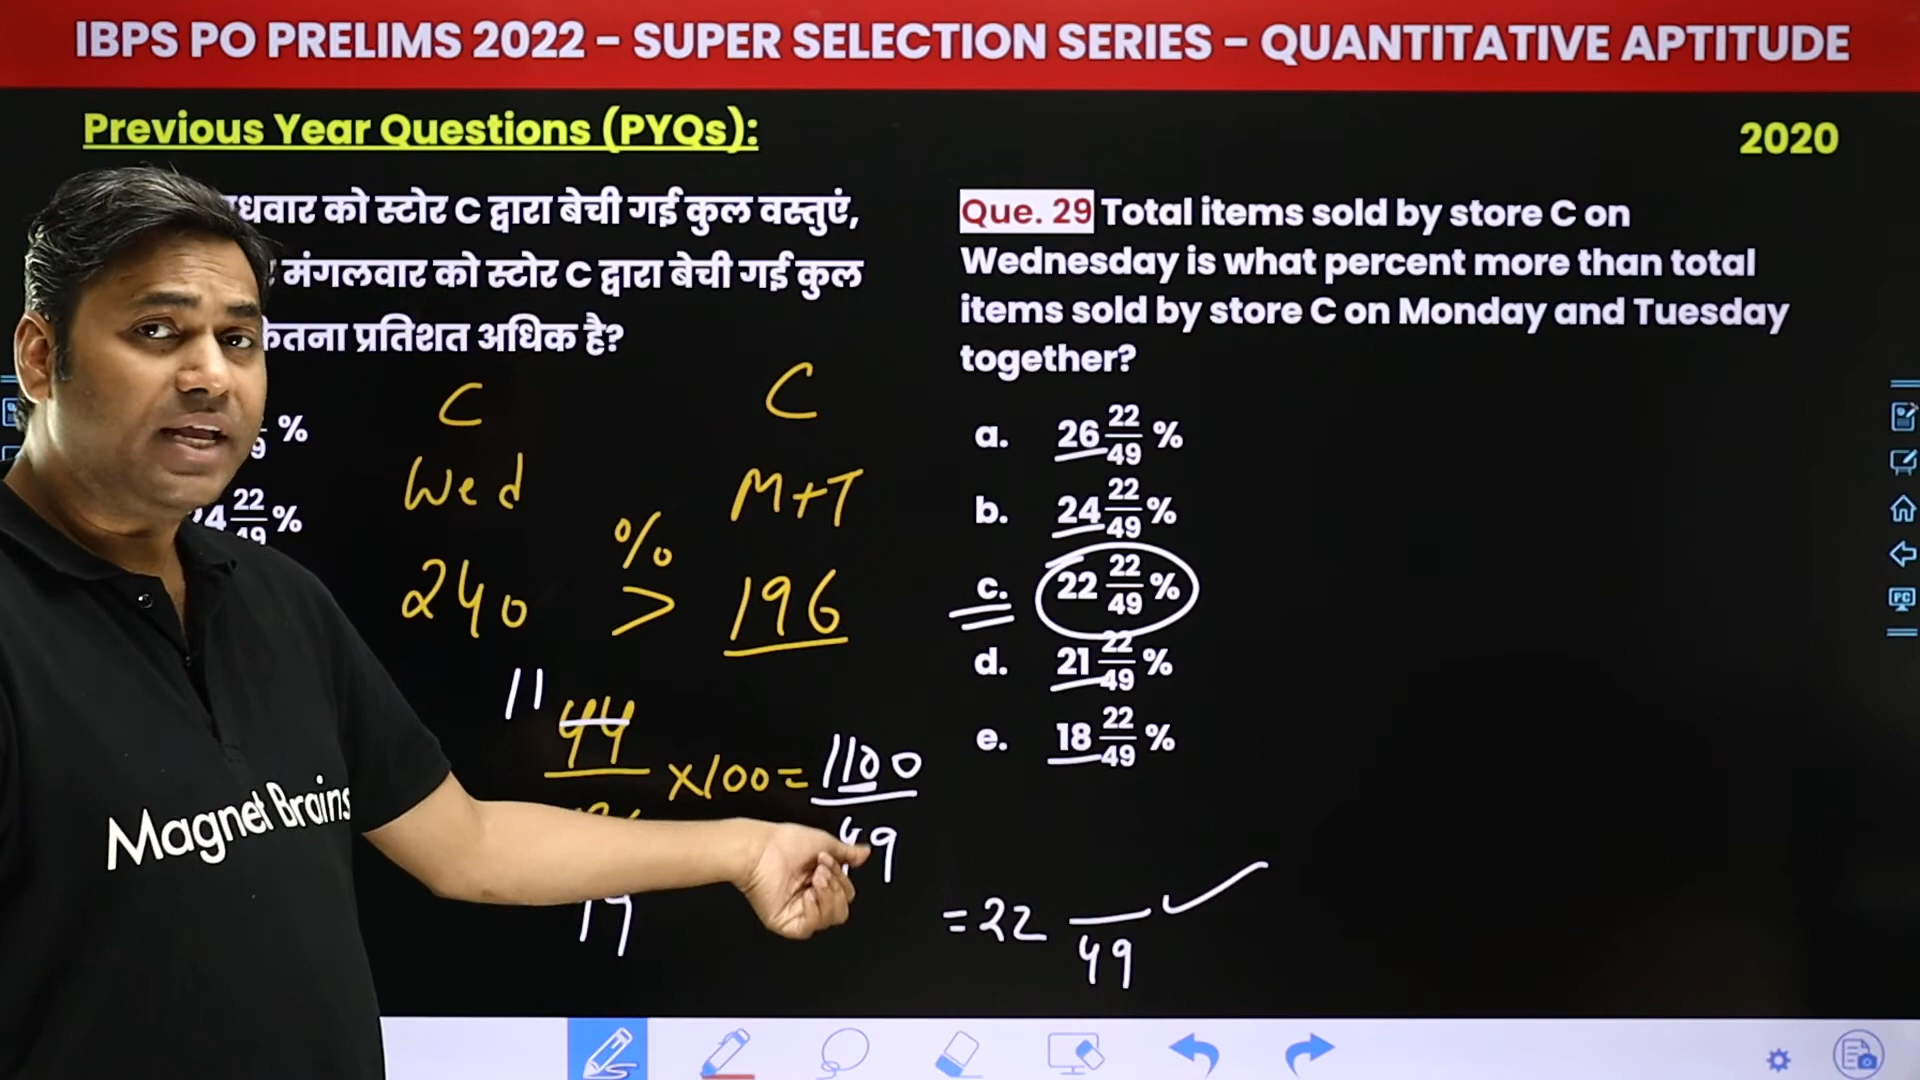 IBPS PO PRELIMS 2022 - SUPER SELECTION SERIES - QUANTITATIVE APTITUDE
Previous Year Questions (PYQs):
2020
को स्टोर C द्वारा बेची गई कुल वस्तुएं,
मंगलवार को स्टोर C द्वारा बेची गई कुल
प्रतिशत अधिक है?
%
22/49 %
C
C
Wed
M+T
%
240 > 196
11
44
x100 = 1100/49
= 22 /49
Que. 29 Total items sold by store C on
Wednesday is what percent more than total
items sold by store C on Monday and Tuesday
together?
a. 26 22/49 %
b. 24 22/49 %
c. 22 22/49 %
d. 21 22/49 %
e. 18 22/49 %
Magnet Brains